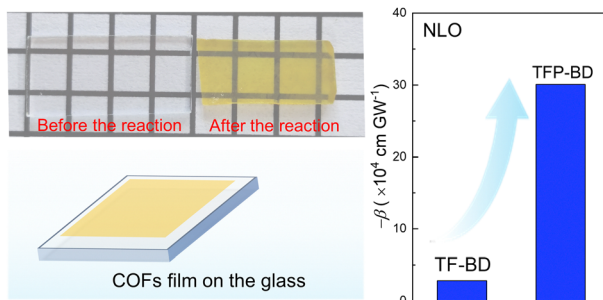 Before the reaction
After the reaction
COFs film on the glass
NLO
−β ( ×10⁴ cm GW⁻¹)
40
30
20
10
0
TF-BD
TFP-BD